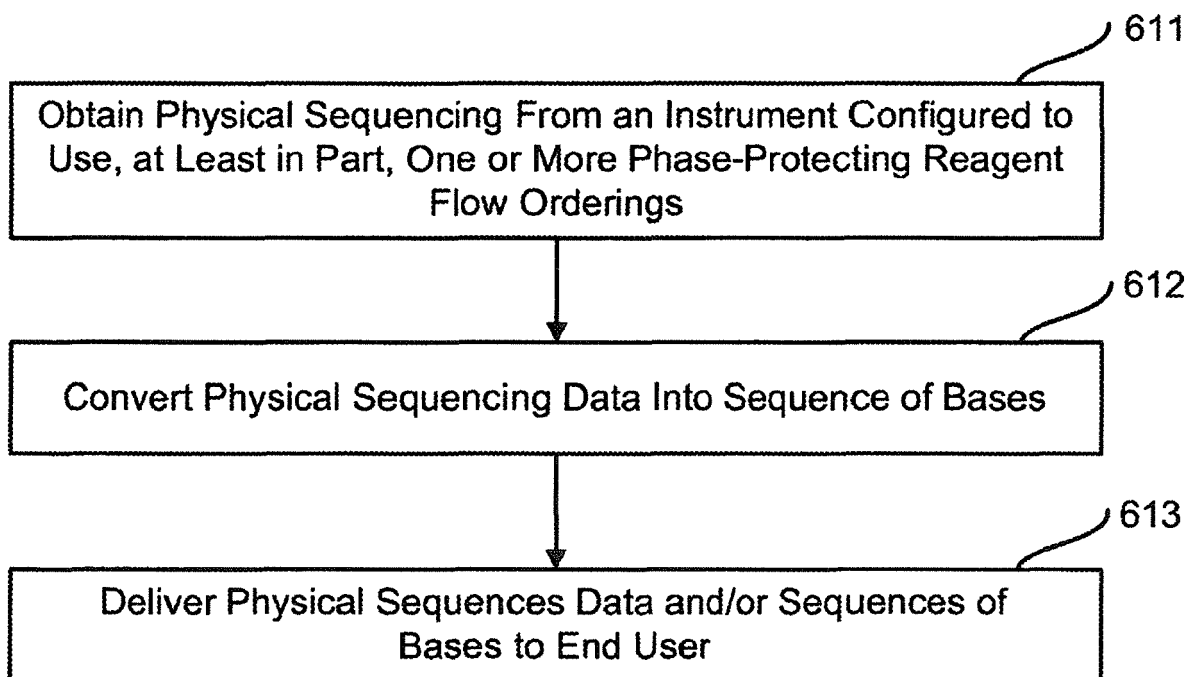 611
Obtain Physical Sequencing From an Instrument Configured to
Use, at Least in Part, One or More Phase-Protecting Reagent
Flow Orderings
612
Convert Physical Sequencing Data Into Sequence of Bases
613
Deliver Physical Sequences Data and/or Sequences of
Bases to End User